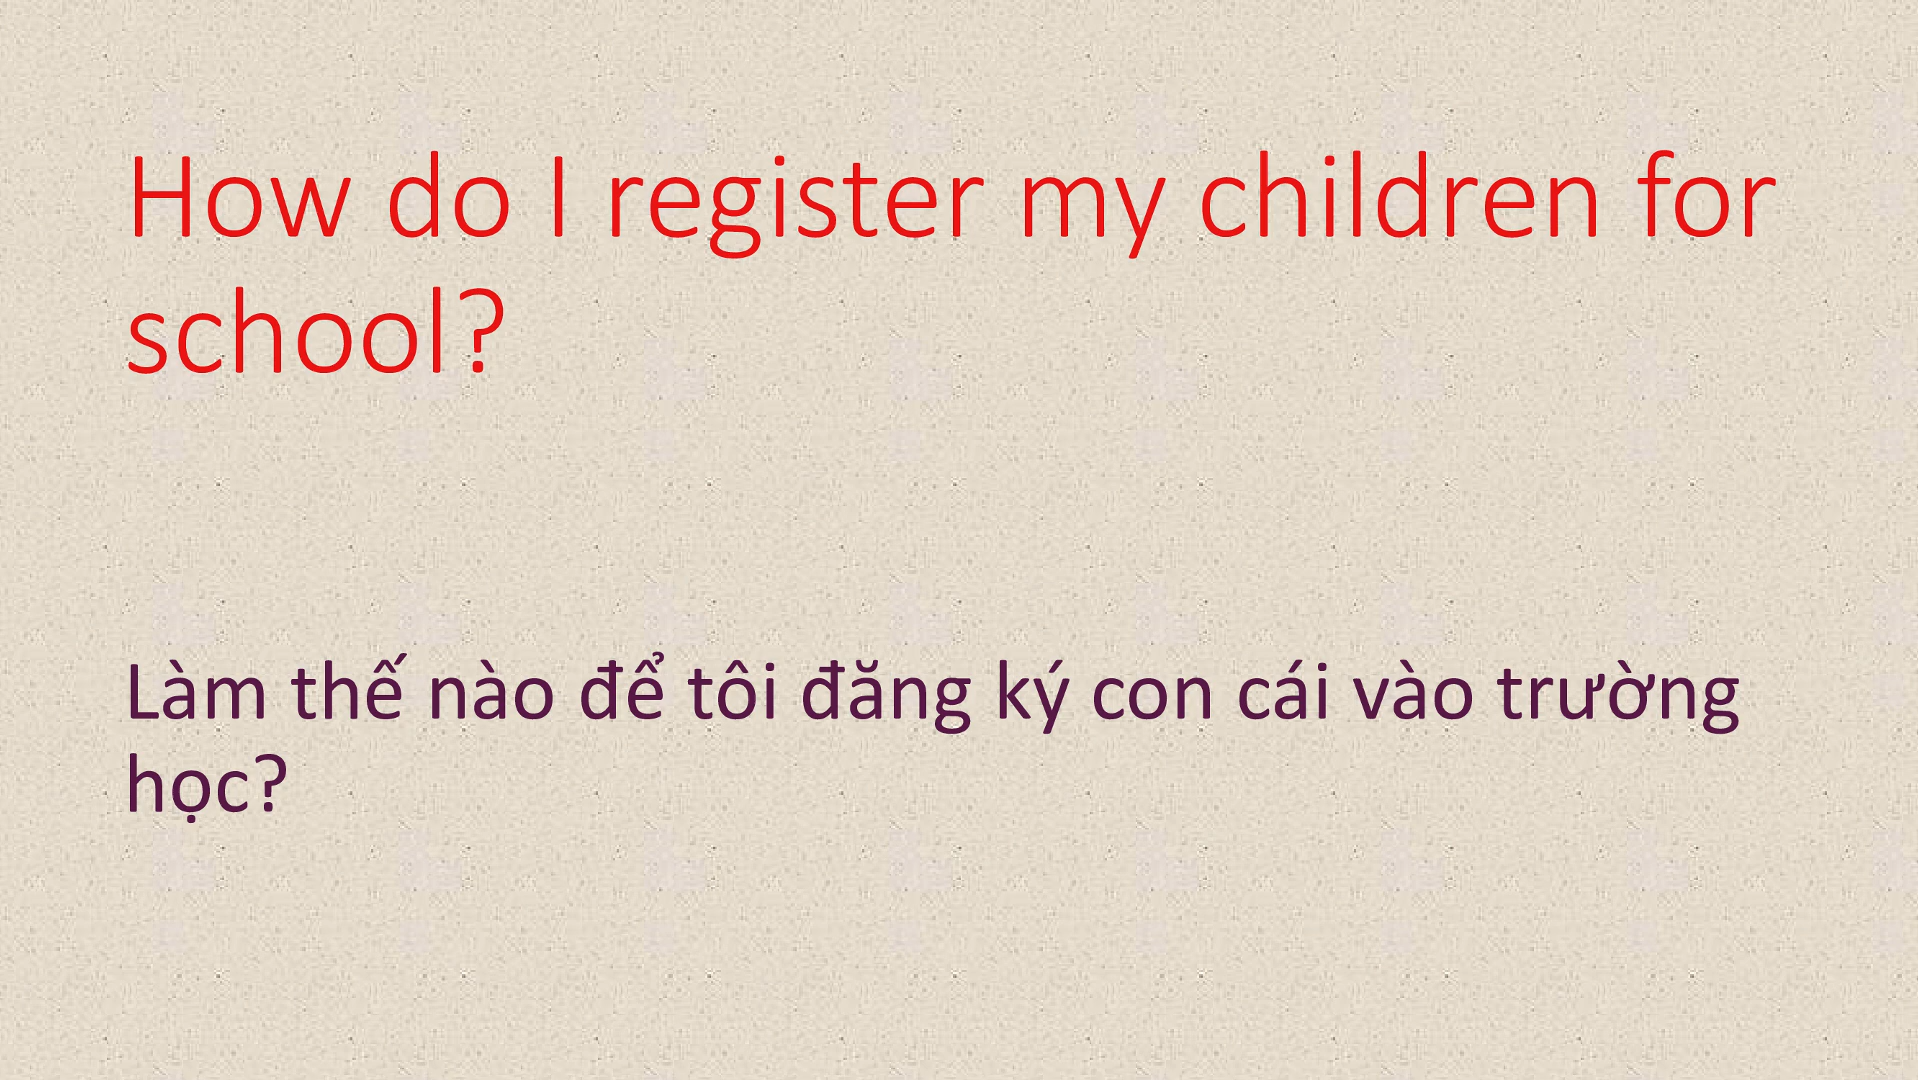 How do I register my children for
school?
Làm thế nào để tôi đăng ký con cái vào trường
học?